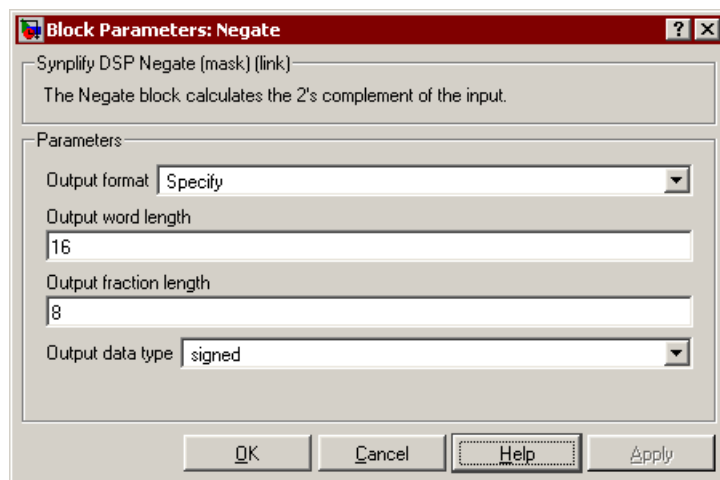 Block Parameters: Negate
Synplify DSP Negate (mask) (link)
The Negate block calculates the 2's complement of the input.
Parameters
Output format Specify
Output word length
16
Output fraction length
8
Output data type signed
OK Cancel Help Apply